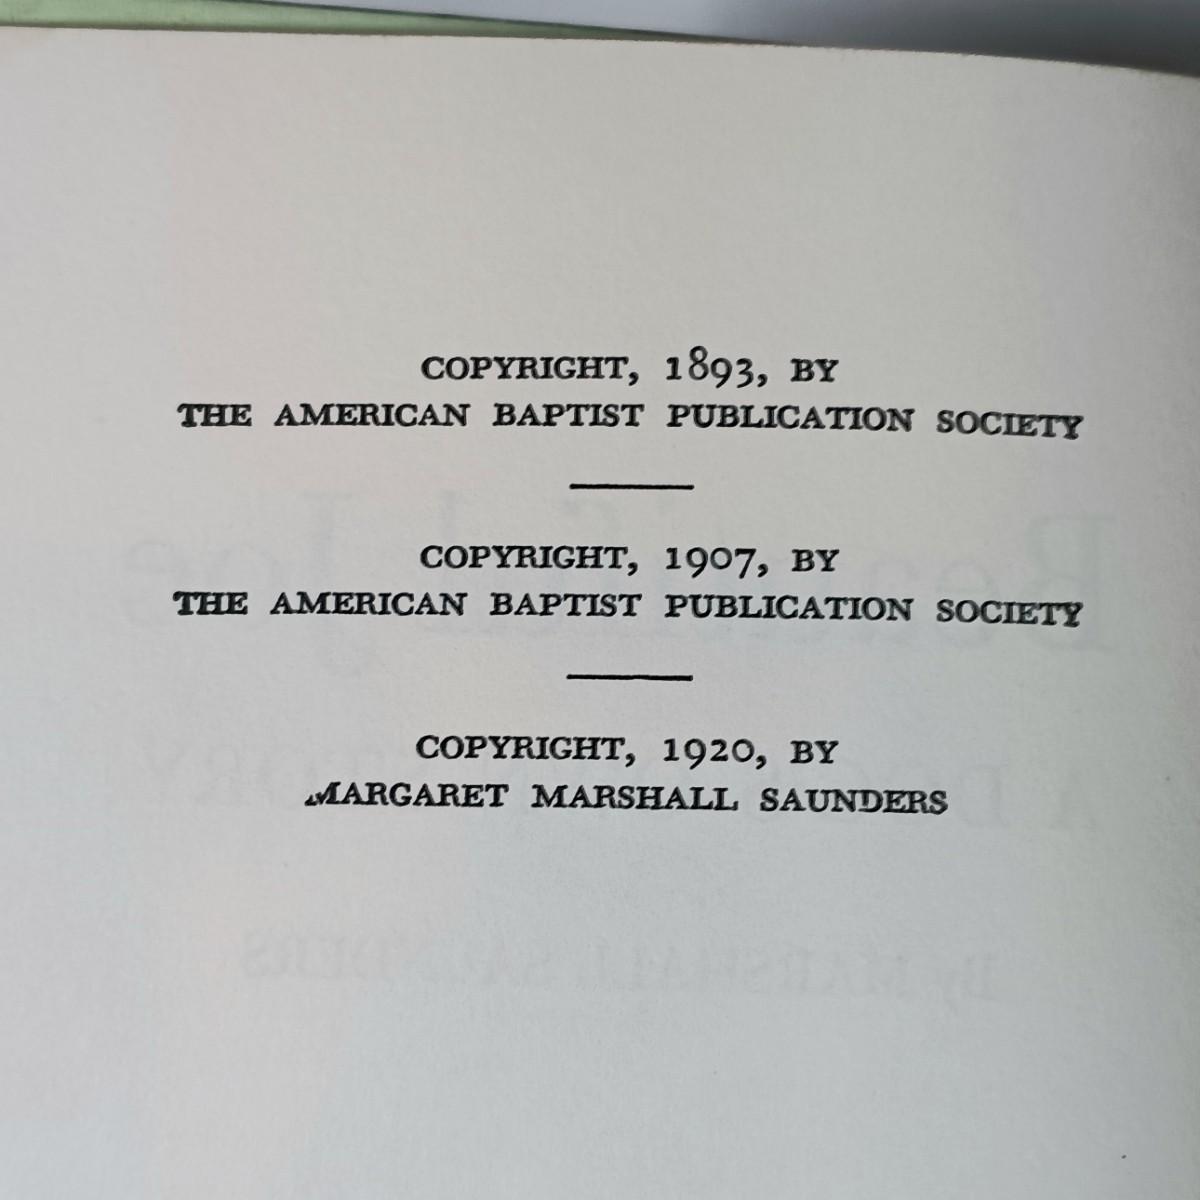 COPYRIGHT, 1893, BY
THE AMERICAN BAPTIST PUBLICATION SOCIETY
COPYRIGHT, 1907, BY
THE AMERICAN BAPTIST PUBLICATION SOCIETY
COPYRIGHT, 1920, BY
MARGARET MARSHALL SAUNDERS